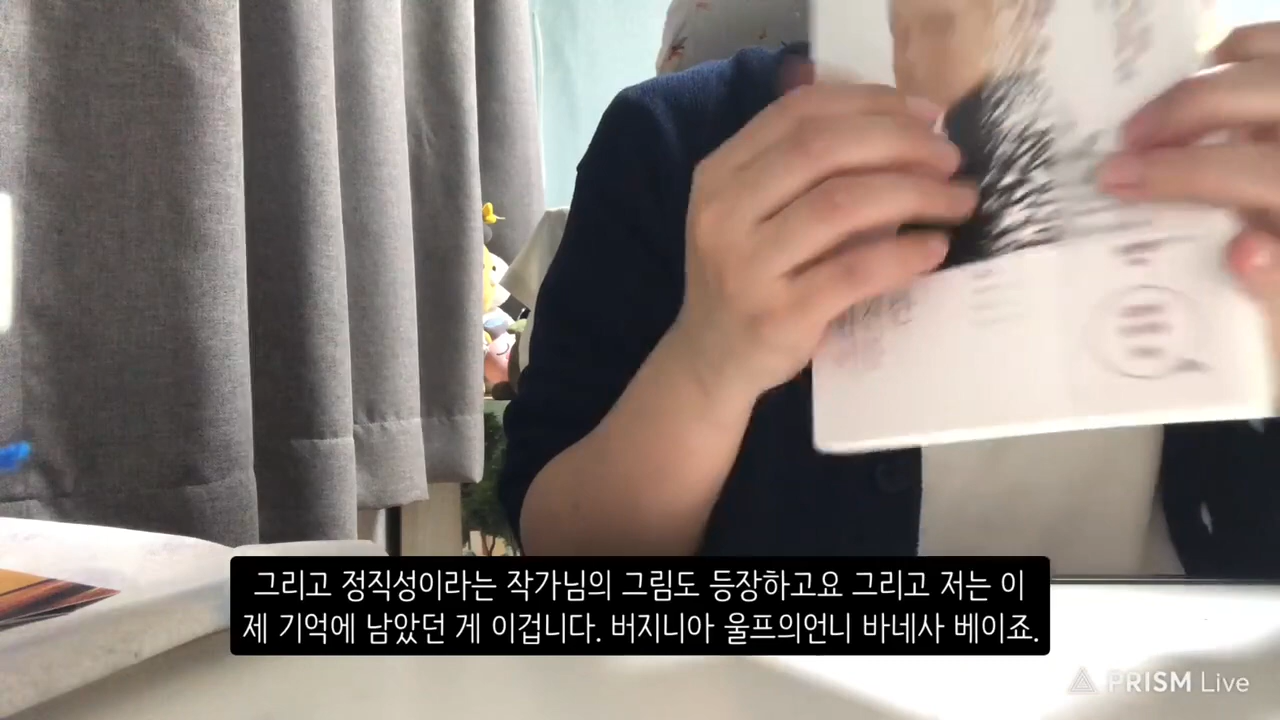 그리고 정직성이라는 작가님의 그림도 등장하고요 그리고 저는 이
제 기억에 남았던 게 이겁니다. 버지니아 울프의언니 바네사 베이죠.
PRISM Live